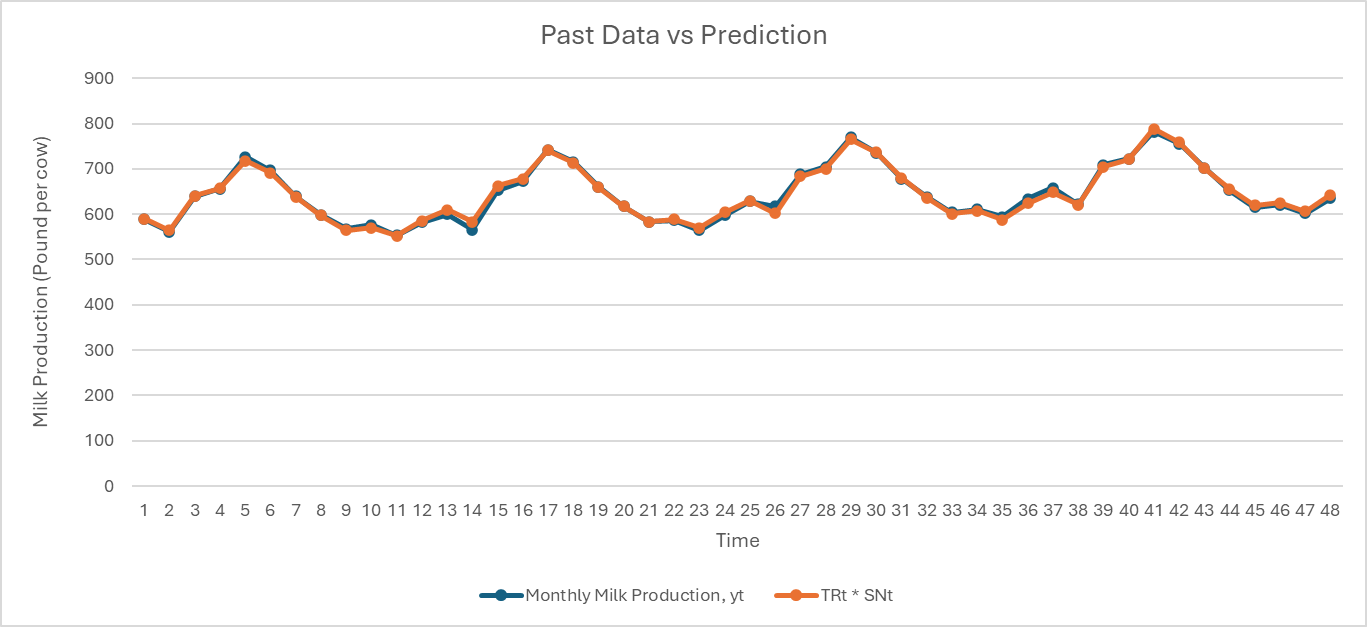 Past Data vs Prediction
Milk Production (Pound per cow)
900
800
700
600
500
400
300
200
100
0
1 2 3 4 5 6 7 8 9 10 11 12 13 14 15 16 17 18 19 20 21 22 23 24 25 26 27 28 29 30 31 32 33 34 35 36 37 38 39 40 41 42 43 44 45 46 47 48
Time
Monthly Milk Production, yt TRt * SNt